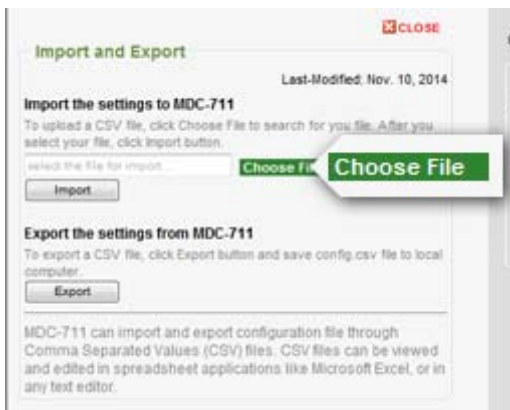 CLOSE
Import and Export
Last-Modified: Nov. 10, 2014
Import the settings to MDC-711
To upload a CSV file, click Choose File to search for you file. After you
select your file, click Import button.
select the file for import ...
Choose File
Import
Export the settings from MDC-711
To export a CSV file, click Export button and save config.csv file to local
computer.
Export
MDC-711 can import and export configuration file through
Comma Separated Values (CSV) files. CSV files can be viewed
and edited in spreadsheet applications like Microsoft Excel, or in
any text editor.